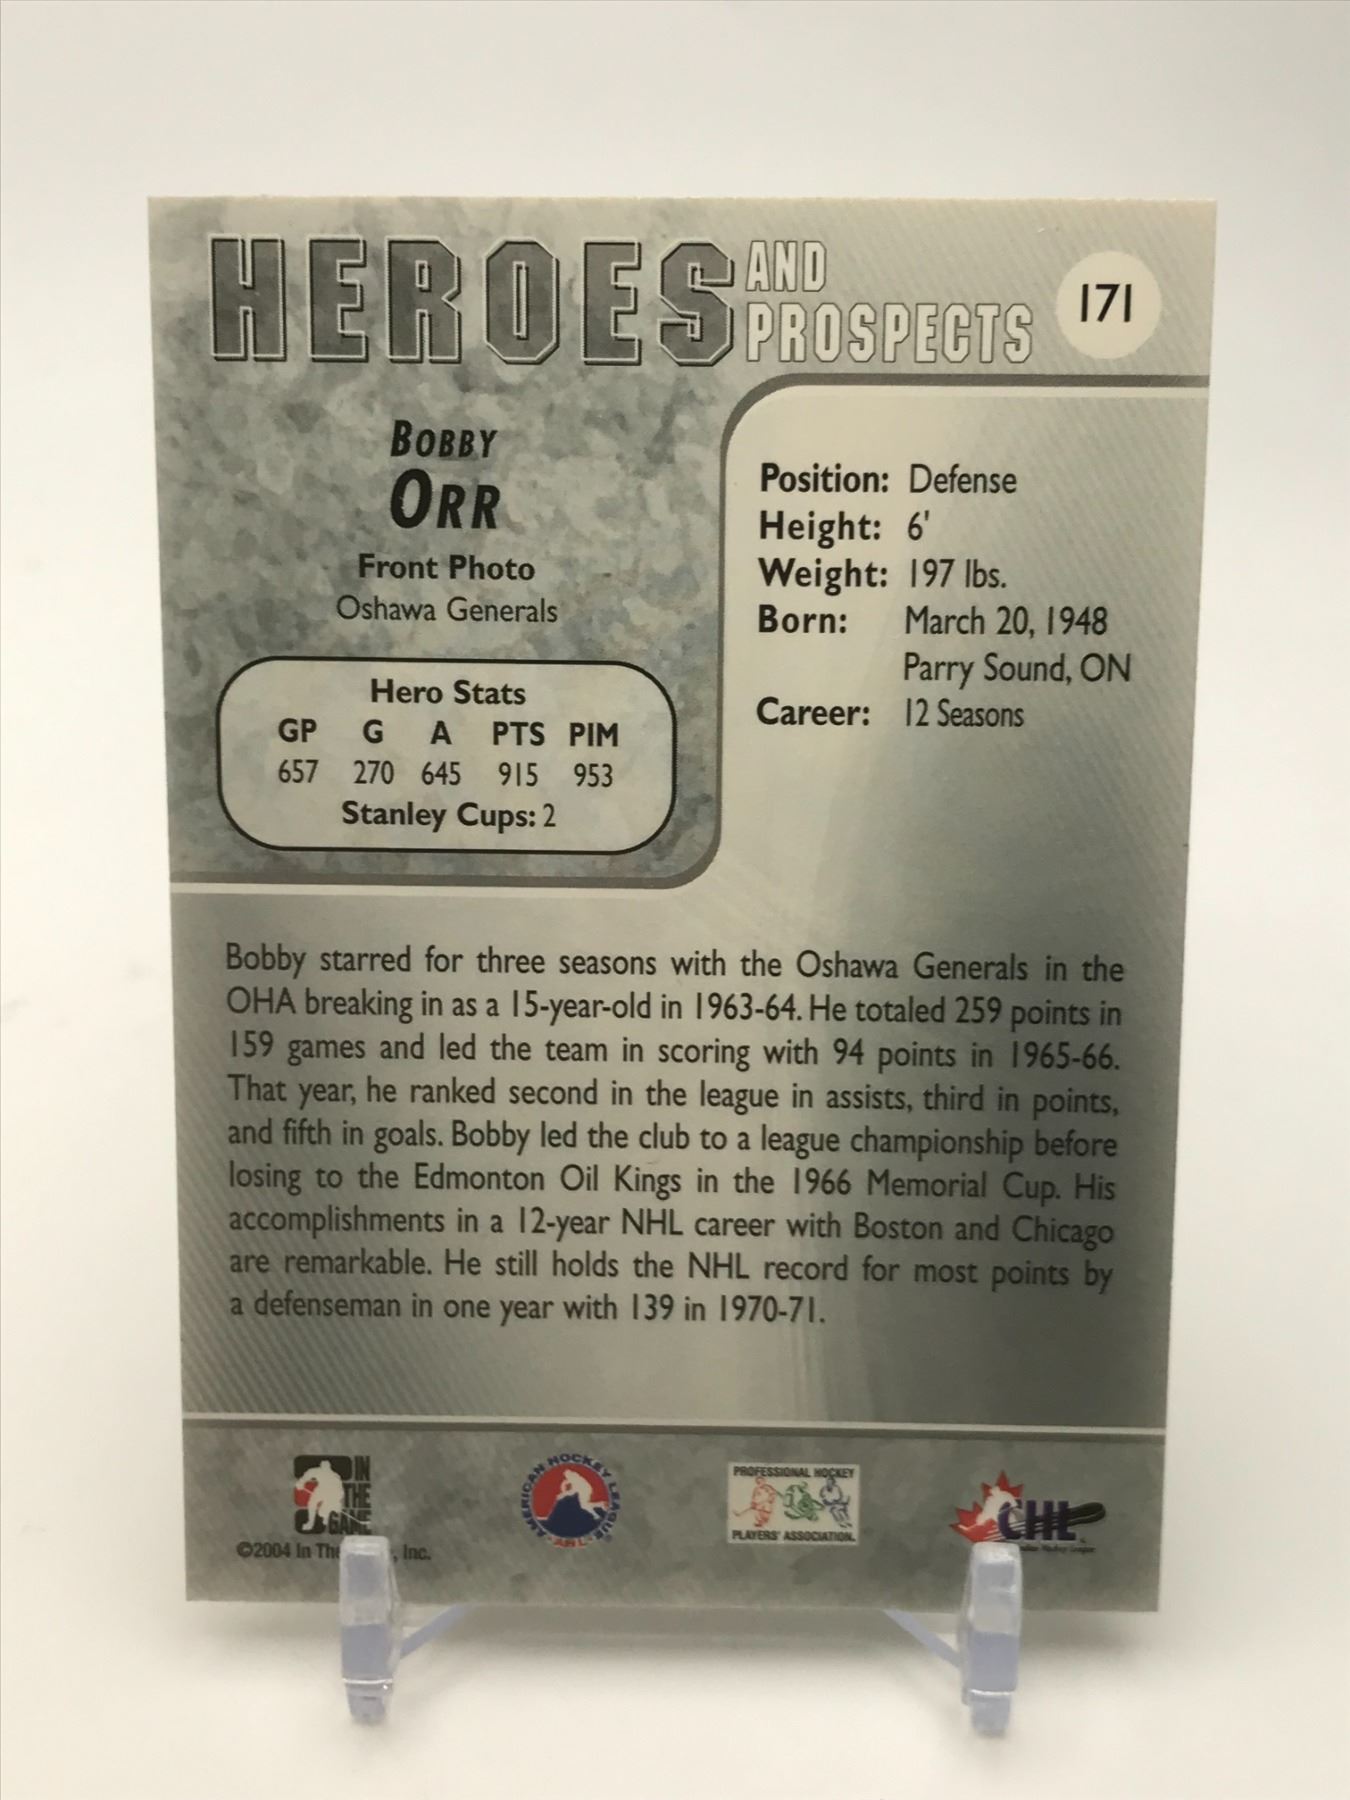 HEROES AND PROSPECTS
171
BOBBY
ORR
Front Photo
Oshawa Generals
Hero Stats
GP G A PTS PIM
657 270 645 915 953
Stanley Cups: 2
Position: Defense
Height: 6'
Weight: 197 lbs.
Born: March 20, 1948
Parry Sound, ON
Career: 12 Seasons
Bobby starred for three seasons with the Oshawa Generals in the
OHA breaking in as a 15-year-old in 1963-64. He totaled 259 points in
159 games and led the team in scoring with 94 points in 1965-66.
That year, he ranked second in the league in assists, third in points,
and fifth in goals. Bobby led the club to a league championship before
losing to the Edmonton Oil Kings in the 1966 Memorial Cup. His
accomplishments in a 12-year NHL career with Boston and Chicago
are remarkable. He still holds the NHL record for most points by
a defenseman in one year with 139 in 1970-71.
IN
THE
GAME
©2004 In The , Inc.
AMERICAN HOCKEY LEAGUE
AHL
PROFESSIONAL HOCKEY
PLAYERS' ASSOCIATION.
CHL
Hockey League